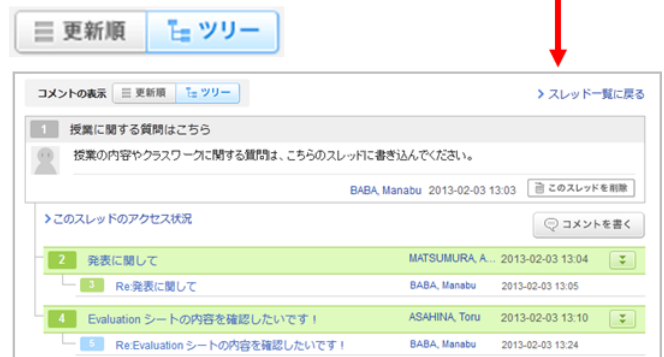 更新順 ツリー
コメントの表示 更新順 ツリー > スレッド一覧に戻る
1 授業に関する質問はこちら
授業の内容やクラスワークに関する質問は、こちらのスレッドに書き込んでください。
BABA, Manabu 2013-02-03 13:03 このスレッドを削除
>このスレッドのアクセス状況 コメントを書く
2 発表に関して MATSUMURA, A... 2013-02-03 13:04
3 Re:発表に関して BABA, Manabu 2013-02-03 13:05
4 Evaluation シートの内容を確認したいです! ASAHINA, Toru 2013-02-03 13:10
5 Re:Evaluation シートの内容を確認したいです! BABA, Manabu 2013-02-03 13:24